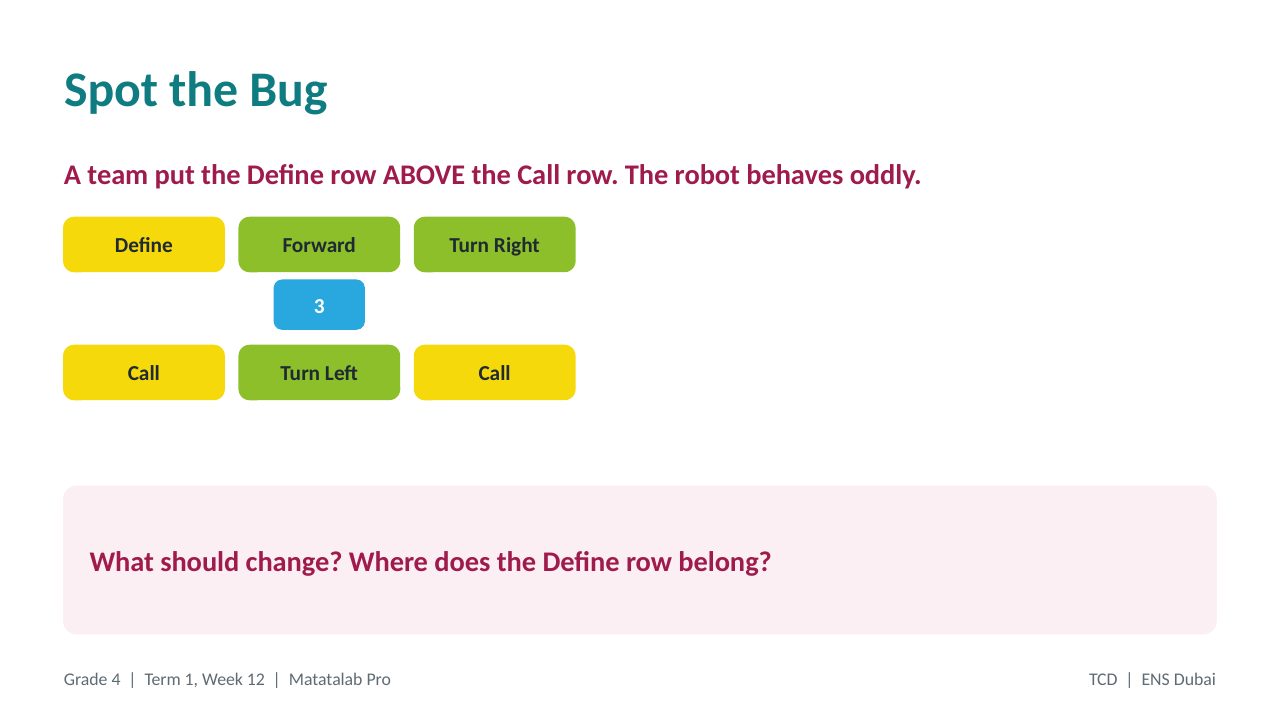 Spot the Bug
A team put the Define row ABOVE the Call row. The robot behaves oddly.
Define Forward Turn Right
3
Call Turn Left Call
What should change? Where does the Define row belong?
Grade 4 | Term 1, Week 12 | Matatalab Pro TCD | ENS Dubai